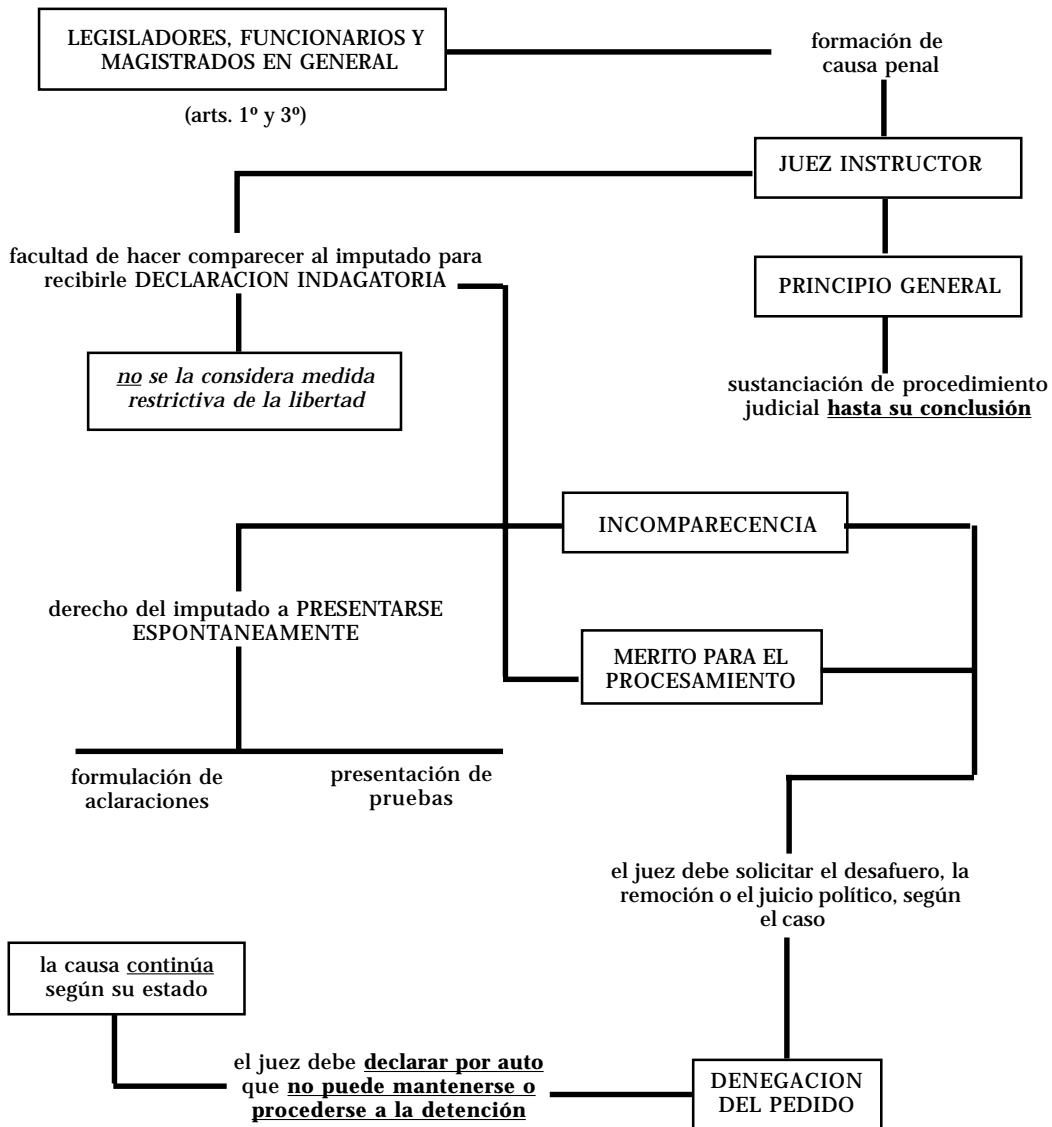 LEGISLADORES, FUNCIONARIOS Y
MAGISTRADOS EN GENERAL
(arts. 1º y 3º)
formación de
causa penal
JUEZ INSTRUCTOR
facultad de hacer comparecer al imputado para
recibirle DECLARACION INDAGATORIA
PRINCIPIO GENERAL
no se la considera medida
restrictiva de la libertad
sustanciación de procedimiento
judicial hasta su conclusión
INCOMPARECENCIA
derecho del imputado a PRESENTARSE
ESPONTANEAMENTE
MERITO PARA EL
PROCESAMIENTO
formulación de
aclaraciones
presentación de
pruebas
el juez debe solicitar el desafuero, la
remoción o el juicio político, según
el caso
la causa continúa
según su estado
el juez debe declarar por auto
que no puede mantenerse o
procederse a la detención
DENEGACION
DEL PEDIDO